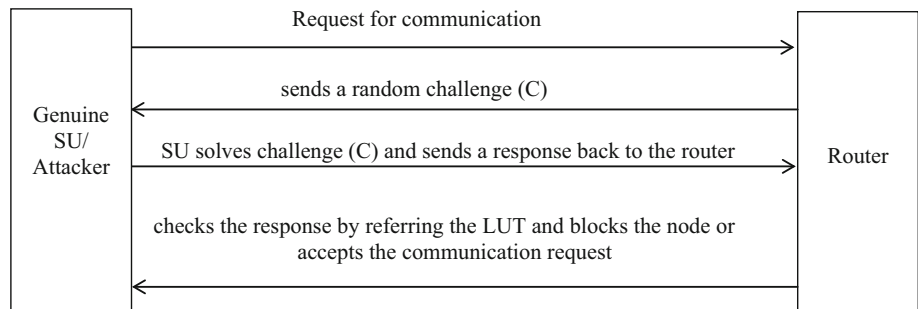 Request for communication
sends a random challenge (C)
Genuine
SU/
Attacker
SU solves challenge (C) and sends a response back to the router
Router
checks the response by referring the LUT and blocks the node or
accepts the communication request